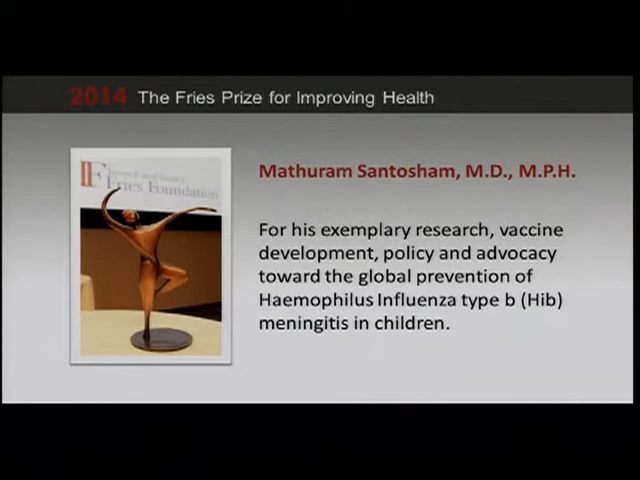 2014 The Fries Prize for Improving Health
Fries Foundation
Mathuram Santosham, M.D., M.P.H.
For his exemplary research, vaccine
development, policy and advocacy
toward the global prevention of
Haemophilus Influenza type b (Hib)
meningitis in children.